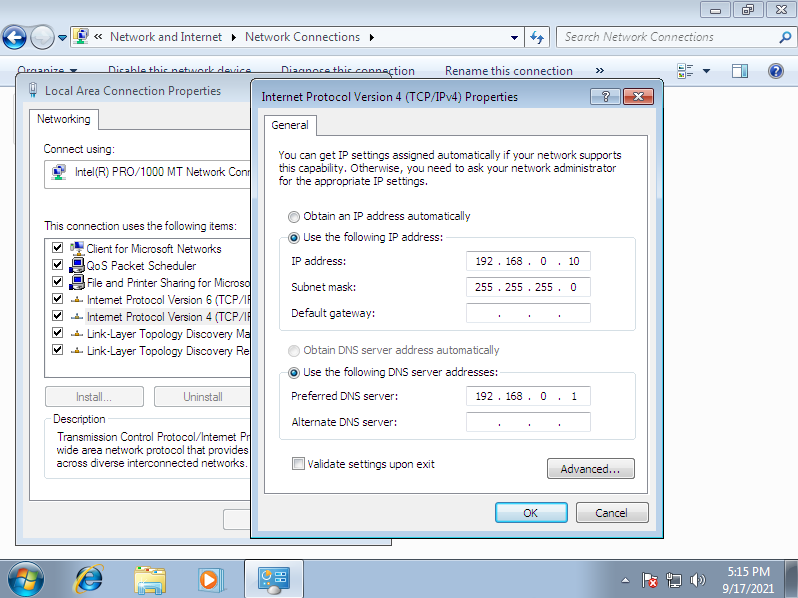 « Network and Internet ▸ Network Connections ▸
Search Network Connections
Organize Disable this network device Diagnose this connection Rename this connection »
Local Area Connection Properties
Networking
Connect using:
Intel(R) PRO/1000 MT Network Conn
This connection uses the following items:
Client for Microsoft Networks
QoS Packet Scheduler
File and Printer Sharing for Microso
Internet Protocol Version 6 (TCP/IP
Internet Protocol Version 4 (TCP/IP
Link-Layer Topology Discovery Ma
Link-Layer Topology Discovery Re
Install...
Uninstall
Description
Transmission Control Protocol/Internet Pr
wide area network protocol that provides
across diverse interconnected networks.
Internet Protocol Version 4 (TCP/IPv4) Properties
General
You can get IP settings assigned automatically if your network supports
this capability. Otherwise, you need to ask your network administrator
for the appropriate IP settings.
Obtain an IP address automatically
Use the following IP address:
IP address: 192 . 168 . 0 . 10
Subnet mask: 255 . 255 . 255 . 0
Default gateway: . . .
Obtain DNS server address automatically
Use the following DNS server addresses:
Preferred DNS server: 192 . 168 . 0 . 1
Alternate DNS server: . . .
Validate settings upon exit
Advanced...
OK
Cancel
5:15 PM
9/17/2021